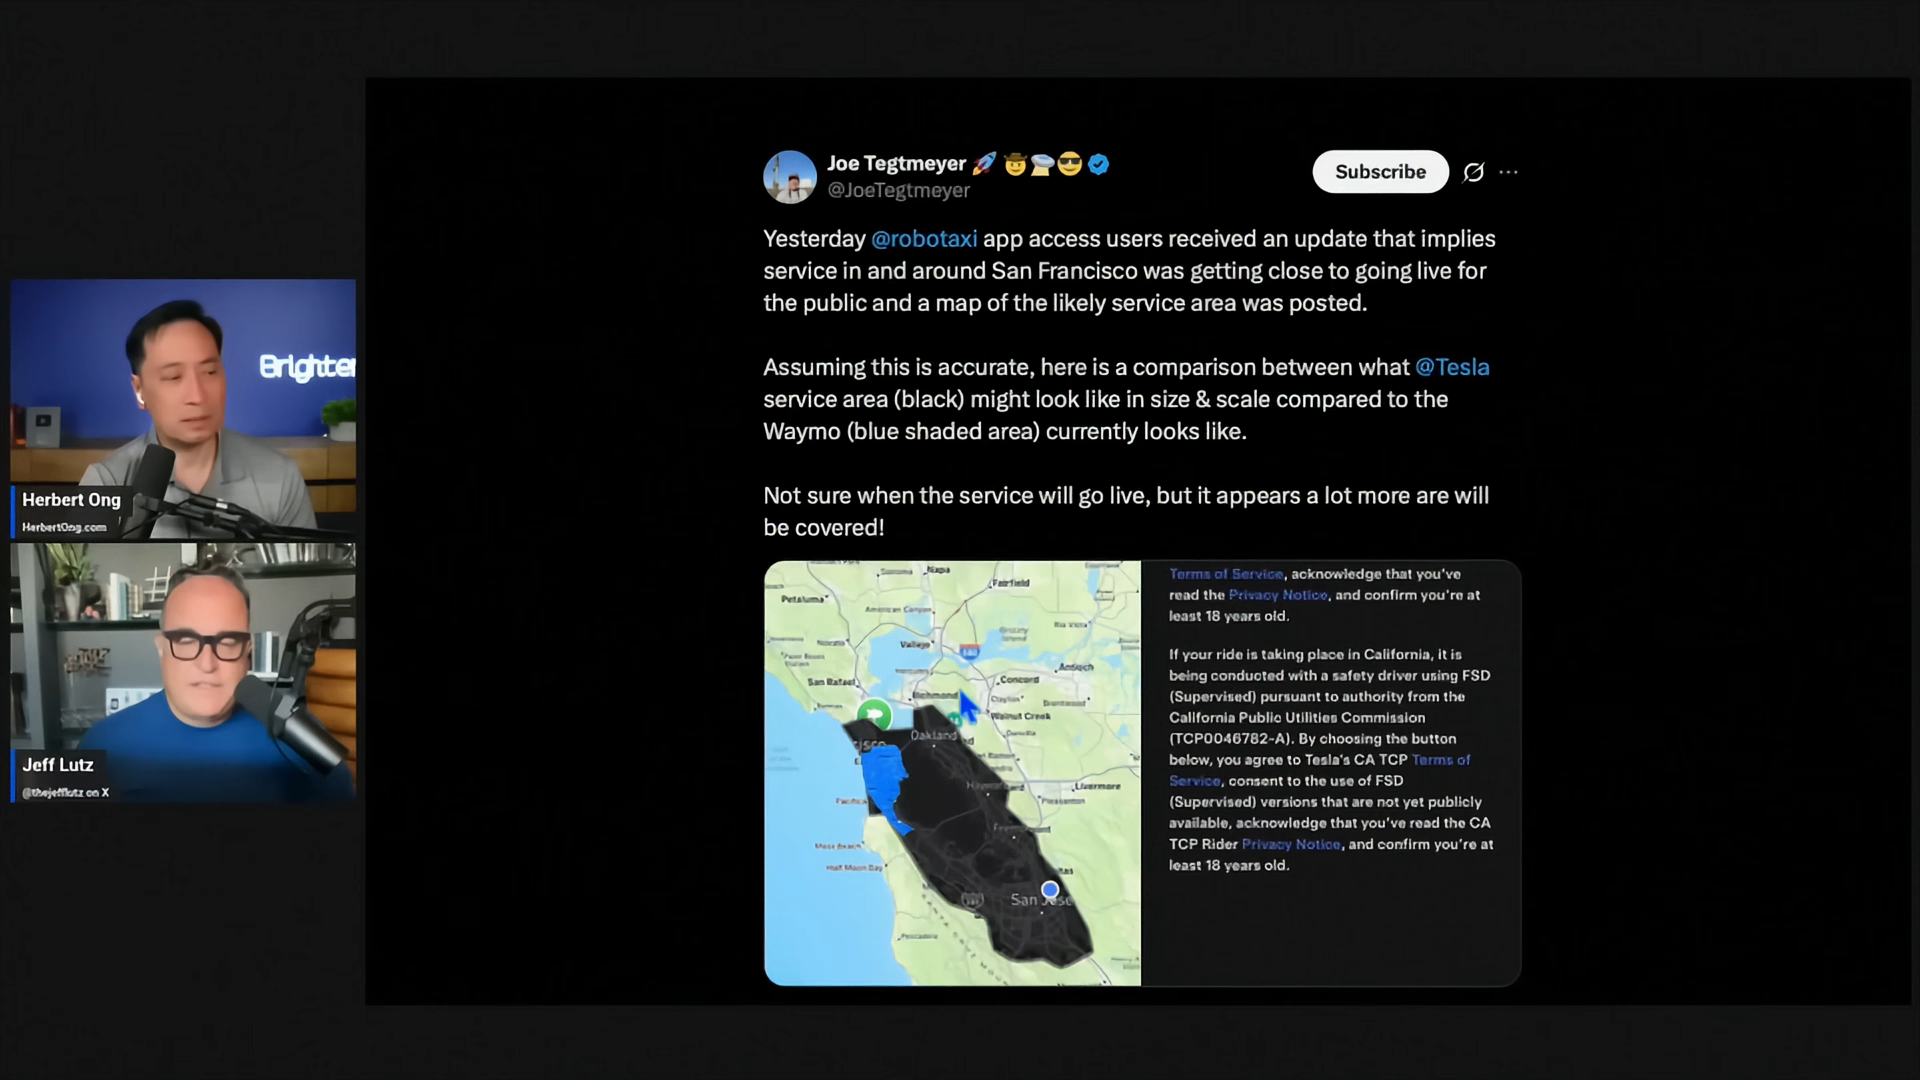 Joe Tegtmeyer 🚀 🤠 😎
@JoeTegtmeyer
Subscribe
Yesterday @robotaxi app access users received an update that implies
service in and around San Francisco was getting close to going live for
the public and a map of the likely service area was posted.
Assuming this is accurate, here is a comparison between what @Tesla
service area (black) might look like in size & scale compared to the
Waymo (blue shaded area) currently looks like.
Not sure when the service will go live, but it appears a lot more are will
be covered!
Brighter
Herbert Ong
HerbertOng.com
Jeff Lutz
@thejefflutz on X
Napa
Fairfield
Petaluma
American Canyon
Vallejo
Antioch
San Rafael
Concord
Richmond
Walnut Creek
Oakland
Livermore
Pleasanton
Pacifica
Moss Beach
Half Moon Bay
San Jose
Pescadero
Terms of Service, acknowledge that you've
read the Privacy Notice, and confirm you're at
least 18 years old.
If your ride is taking place in California, it is
being conducted with a safety driver using FSD
(Supervised) pursuant to authority from the
California Public Utilities Commission
(TCP0046782-A). By choosing the button
below, you agree to Tesla's CA TCP Terms of
Service, consent to the use of FSD
(Supervised) versions that are not yet publicly
available, acknowledge that you've read the CA
TCP Rider Privacy Notice, and confirm you're at
least 18 years old.